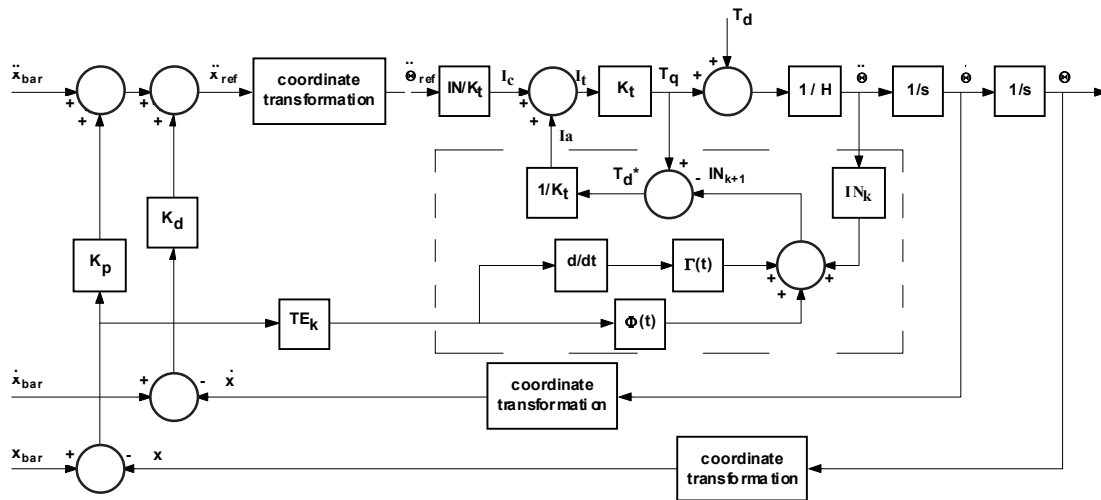 T_d
ẍ_bar
ẍ_ref
coordinate
transformation
Θ̈_ref
IN/K_t
I_c
I_t
K_t
T_q
1 / H
Θ̈
1/s
Θ̇
1/s
Θ
+
+
+
+
+
+
+
+
Ia
1/K_t
T_d*
+
-
IN_k+1
IN_k
K_d
K_p
d/dt
Γ(t)
+
+
+
TE_k
Φ(t)
ẋ_bar
+
-
ẋ
coordinate
transformation
x_bar
+
-
x
coordinate
transformation